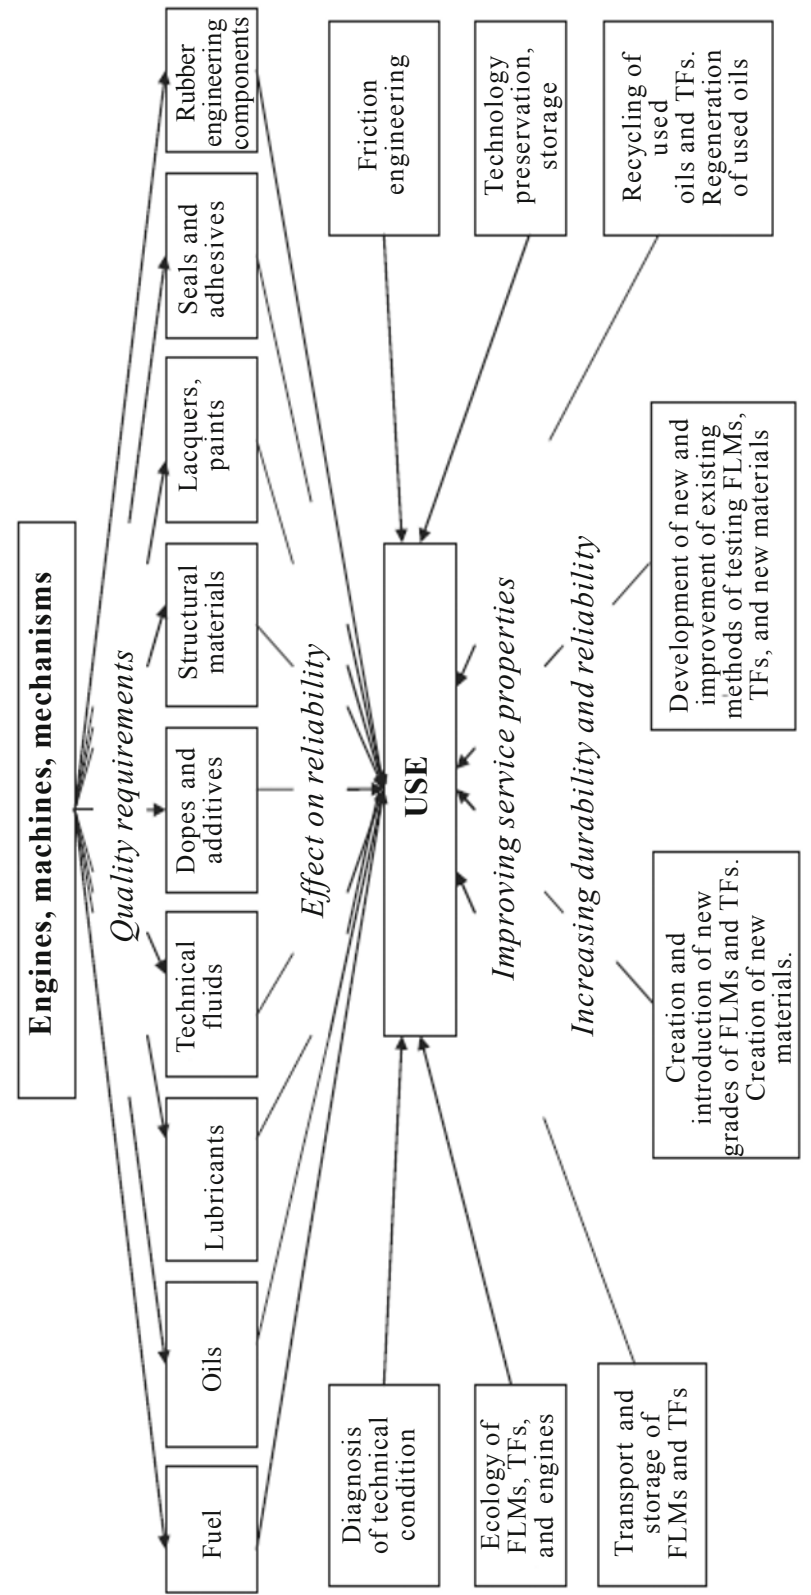 Engines, machines, mechanisms
Quality requirements
Fuel
Oils
Lubricants
Technical
fluids
Dopes and
additives
Structural
materials
Lacquers,
paints
Seals and
adhesives
Rubber
engineering
components
Effect on reliability
Diagnosis
of technical
condition
Friction
engineering
USE
Ecology of
FLMs, TFs,
and engines
Technology
preservation,
storage
Improving service properties
Increasing durability and reliability
Transport and
storage of
FLMs and TFs
Creation and
introduction of new
grades of FLMs and TFs.
Creation of new
materials.
Development of new and
improvement of existing
methods of testing FLMs,
TFs, and new materials
Recycling of
used
oils and TFs.
Regeneration
of used oils